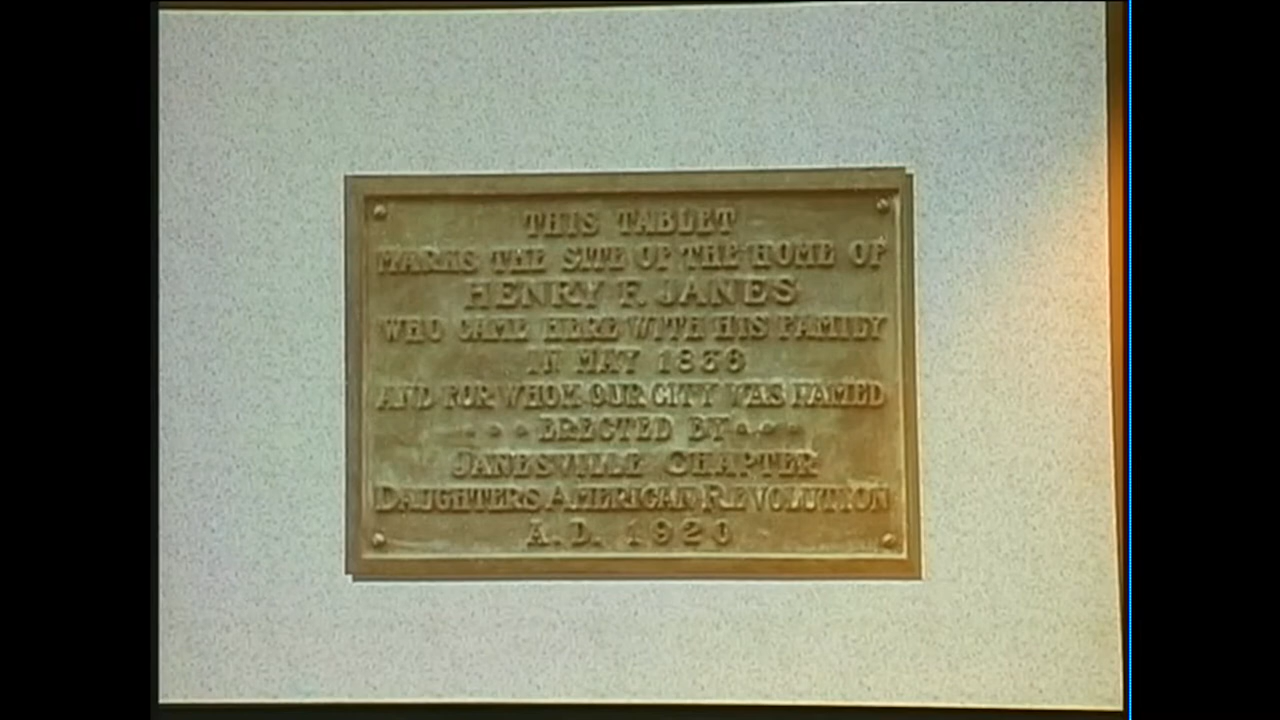 THIS TABLET
MARKS THE SITE OF THE HOME OF
HENRY F. JANES
WHO CAME HERE WITH HIS FAMILY
IN MAY 1836
AND FOR WHOM OUR CITY WAS NAMED
ERECTED BY
JANESVILLE CHAPTER
DAUGHTERS AMERICAN REVOLUTION
A.D. 1920